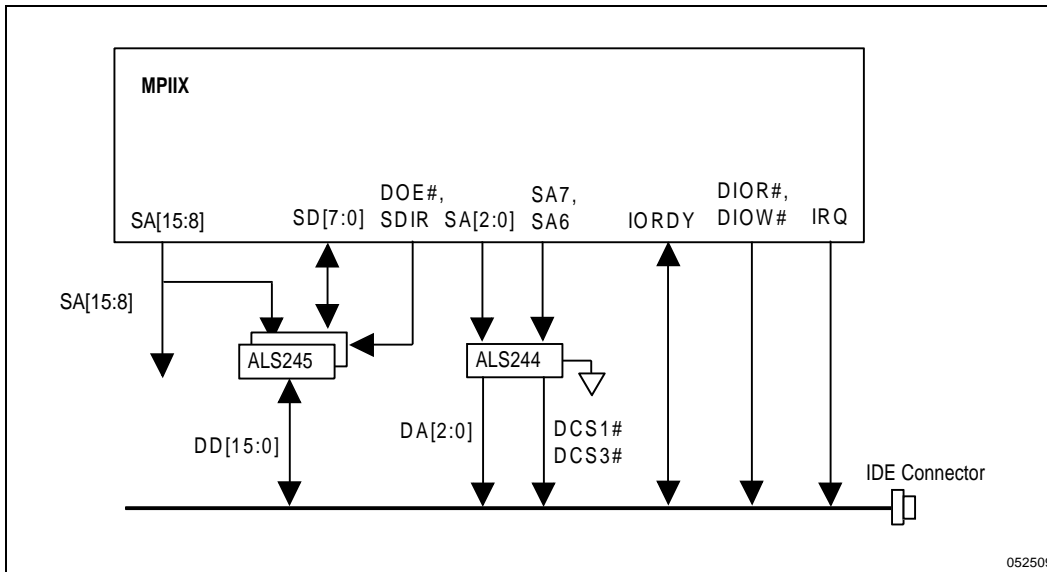 MPIIX
SA[15:8]
SD[7:0]
DOE#,
SDIR
SA[2:0]
SA7,
SA6
IORDY
DIOR#,
DIOW#
IRQ
SA[15:8]
ALS245
ALS244
DD[15:0]
DA[2:0]
DCS1#
DCS3#
IDE Connector
052509